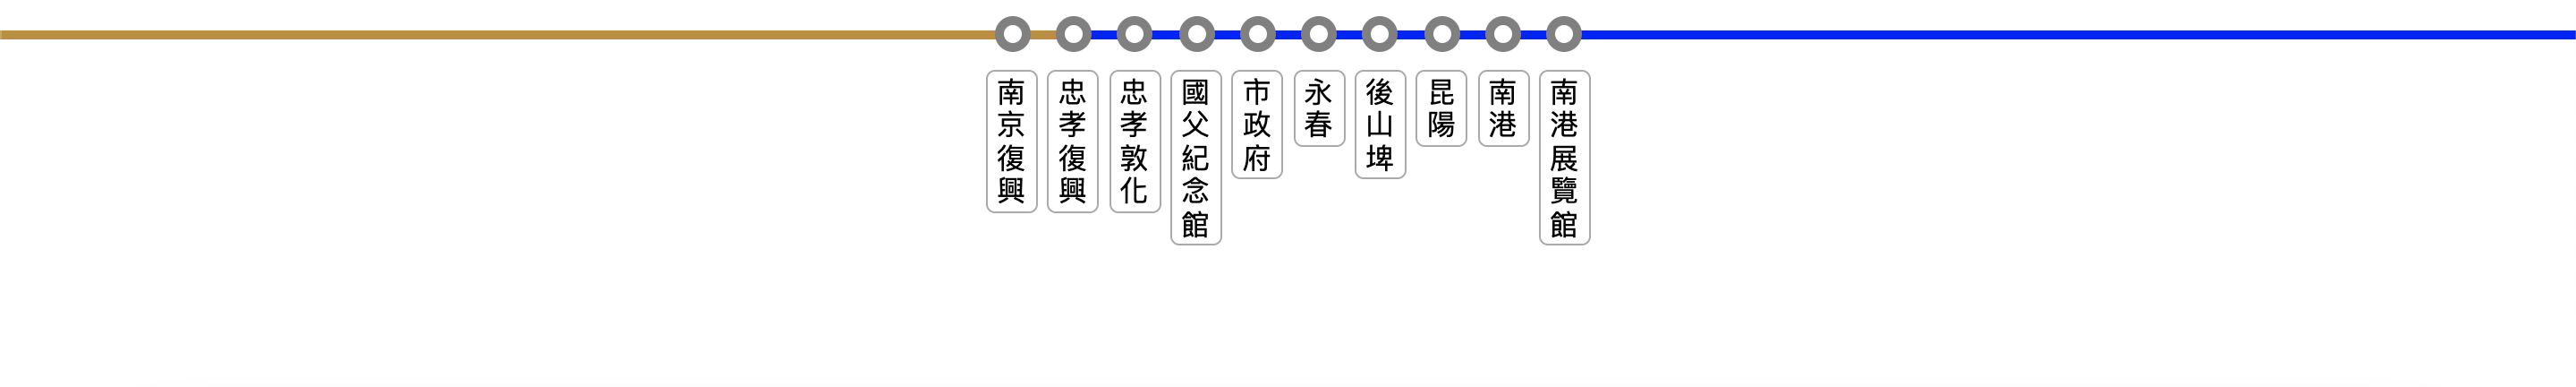 南京復興
忠孝復興
忠孝敦化
國父紀念館
市政府
永春
後山埤
昆陽
南港
南港展覽館